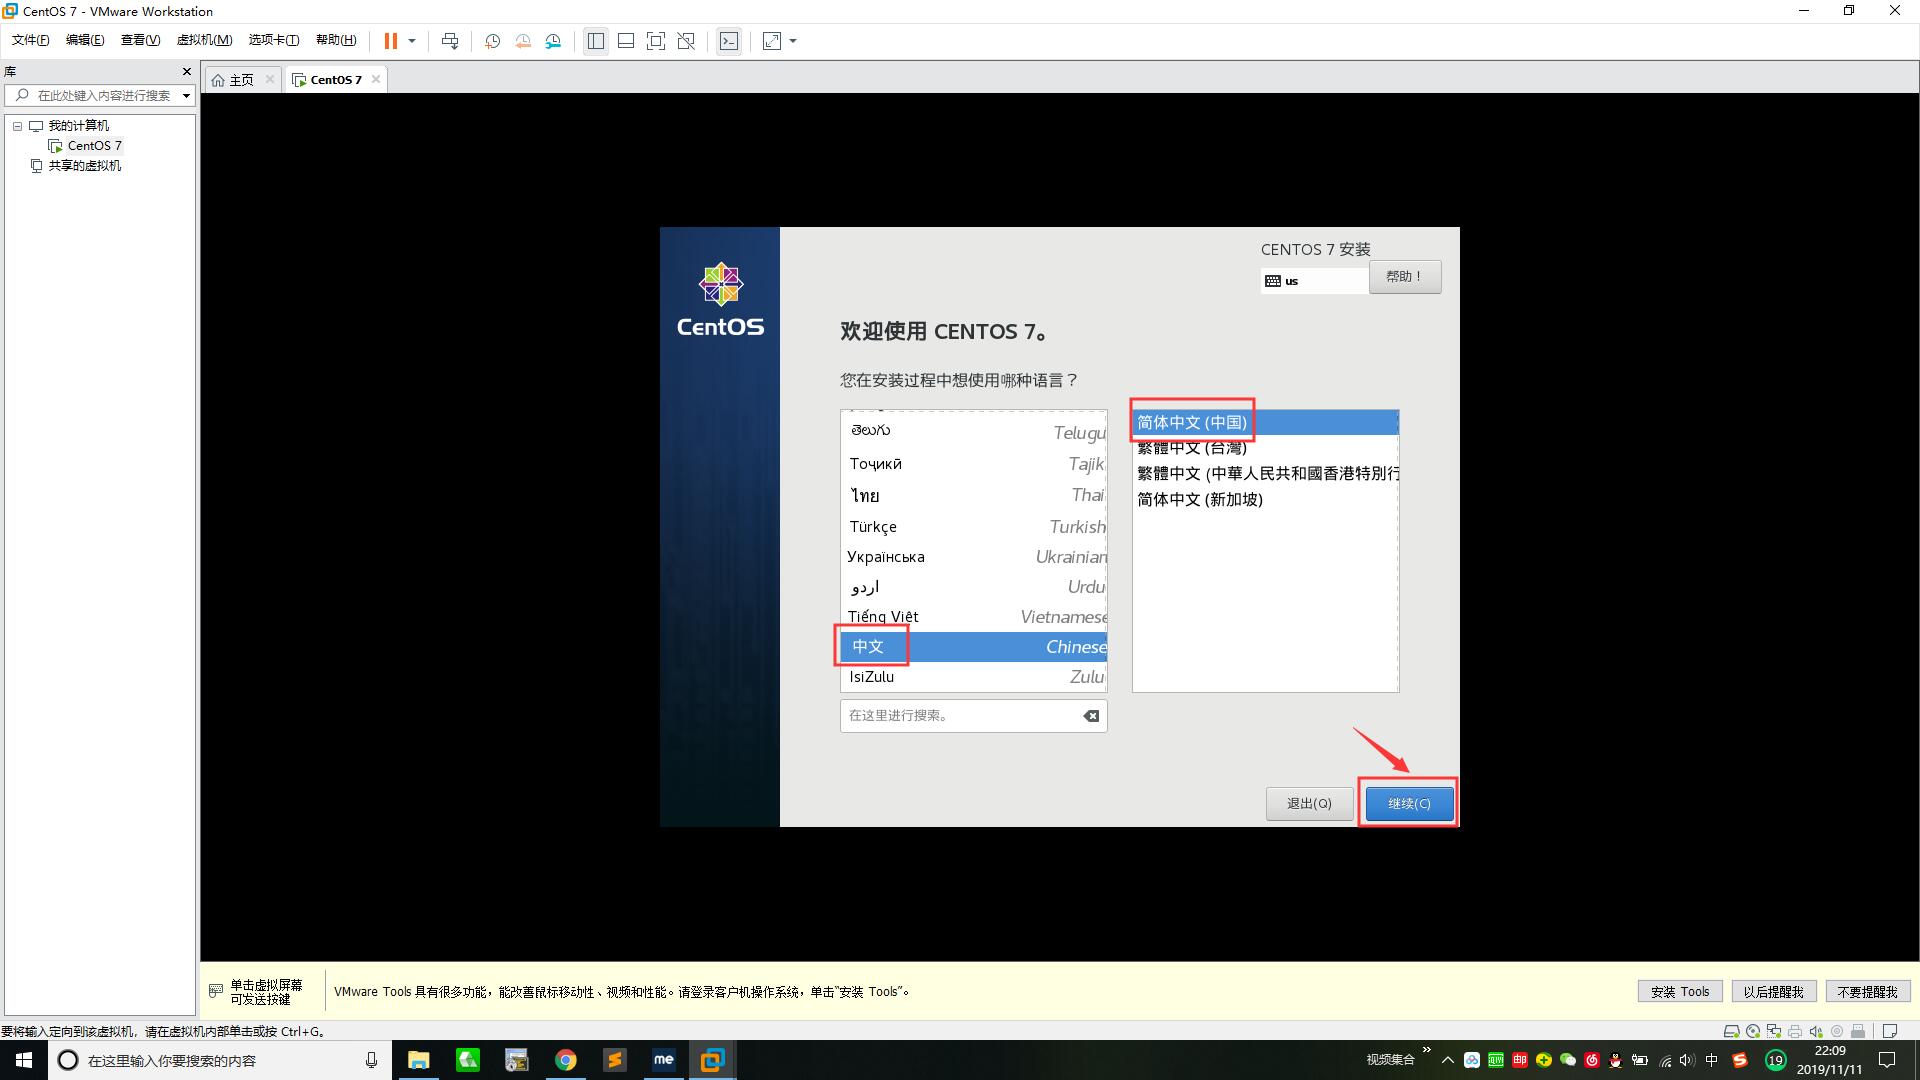 CentOS 7 - VMware Workstation
文件(F) 编辑(E) 查看(V) 虚拟机(M) 选项卡(T) 帮助(H)
库
在此处键入内容进行搜索
我的计算机
CentOS 7
共享的虚拟机
主页
CentOS 7
CentOS
CENTOS 7 安装
us
帮助！
欢迎使用 CENTOS 7。
您在安装过程中想使用哪种语言？
తెలుగు Telugu
Тоҷикӣ Tajik
ไทย Thai
Türkçe Turkish
Українська Ukrainian
اردو Urdu
Tiếng Việt Vietnamese
中文 Chinese
IsiZulu Zulu
在这里进行搜索。
简体中文 (中国)
繁體中文 (台灣)
繁體中文 (中華人民共和國香港特別行
简体中文 (新加坡)
退出(Q)
继续(C)
单击虚拟屏幕
可发送按键
VMware Tools 具有很多功能，能改善鼠标移动性、视频和性能。请登录客户机操作系统，单击“安装 Tools”。
安装 Tools
以后提醒我
不要提醒我
要将输入定向到该虚拟机，请在虚拟机内部单击或按 Ctrl+G。
在这里输入你要搜索的内容
me
视频集合
中
19
22:09
2019/11/11